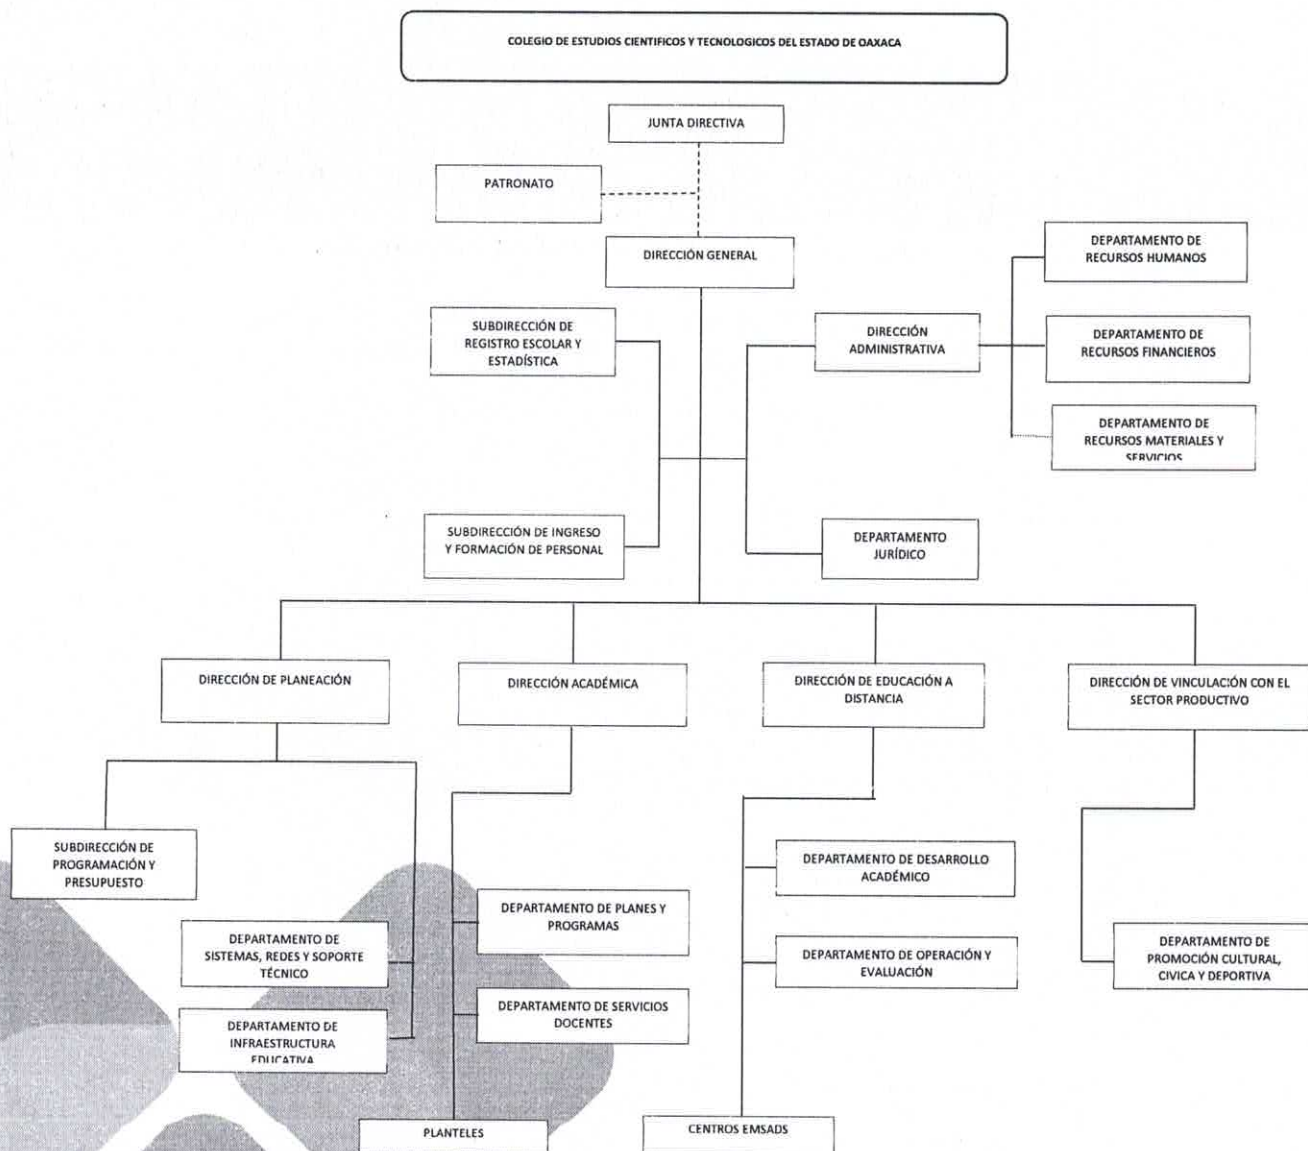 COLEGIO DE ESTUDIOS CIENTIFICOS Y TECNOLOGICOS DEL ESTADO DE OAXACA
JUNTA DIRECTIVA
PATRONATO
DIRECCIÓN GENERAL
DEPARTAMENTO DE
RECURSOS HUMANOS
SUBDIRECCIÓN DE
REGISTRO ESCOLAR Y
ESTADÍSTICA
DIRECCIÓN
ADMINISTRATIVA
DEPARTAMENTO DE
RECURSOS FINANCIEROS
DEPARTAMENTO DE
RECURSOS MATERIALES Y
SERVICIOS
SUBDIRECCIÓN DE INGRESO
Y FORMACIÓN DE PERSONAL
DEPARTAMENTO
JURÍDICO
DIRECCIÓN DE PLANEACIÓN
DIRECCIÓN ACADÉMICA
DIRECCIÓN DE EDUCACIÓN A
DISTANCIA
DIRECCIÓN DE VINCULACIÓN CON EL
SECTOR PRODUCTIVO
SUBDIRECCIÓN DE
PROGRAMACIÓN Y
PRESUPUESTO
DEPARTAMENTO DE
SISTEMAS, REDES Y SOPORTE
TÉCNICO
DEPARTAMENTO DE
INFRAESTRUCTURA
EDUCATIVA
DEPARTAMENTO DE PLANES Y
PROGRAMAS
DEPARTAMENTO DE SERVICIOS
DOCENTES
PLANTELES
DEPARTAMENTO DE DESARROLLO
ACADÉMICO
DEPARTAMENTO DE OPERACIÓN Y
EVALUACIÓN
CENTROS EMSADS
DEPARTAMENTO DE
PROMOCIÓN CULTURAL,
CIVICA Y DEPORTIVA